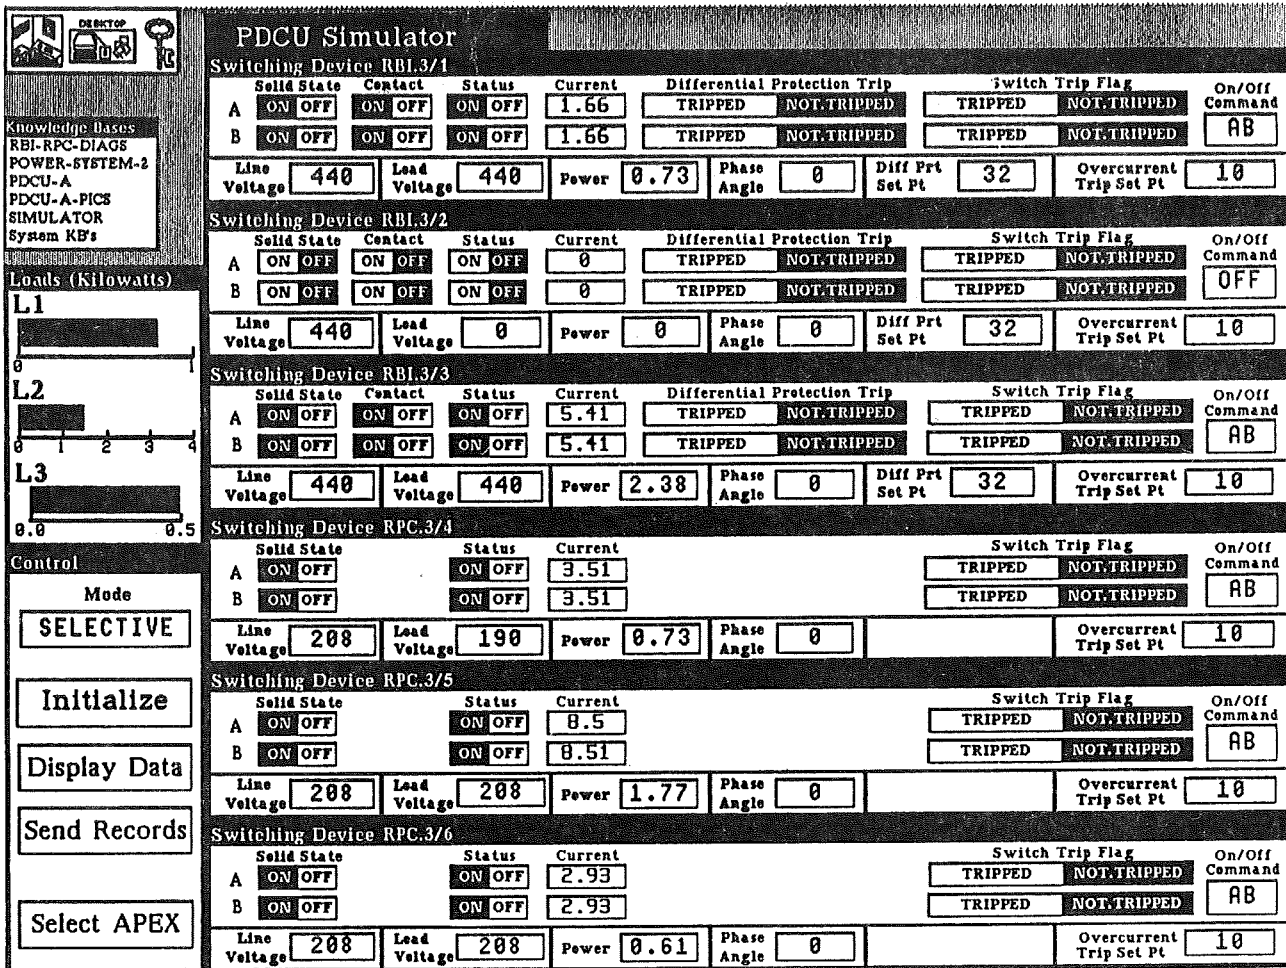 DESKTOP
PDCU Simulator
Knowledge Bases
RBI-RPC-DIAGS
POWER-SYSTEM-2
PDCU-A
PDCU-A-PICS
SIMULATOR
System KB's
Loads (Kilowatts)
L1
0 1
L2
0 1 2 3 4
L3
0.0 0.5
Control
Mode
SELECTIVE
Initialize
Display Data
Send Records
Select APEX
Switching Device RBI.3/1
Solid State Contact Status Current Differential Protection Trip Switch Trip Flag On/Off Command
A ON OFF ON OFF ON OFF 1.66 TRIPPED NOT.TRIPPED TRIPPED NOT.TRIPPED AB
B ON OFF ON OFF ON OFF 1.66 TRIPPED NOT.TRIPPED TRIPPED NOT.TRIPPED
Line Voltage 440 Load Voltage 440 Power 0.73 Phase Angle 0 Diff Prt Set Pt 32 Overcurrent Trip Set Pt 10
Switching Device RBI.3/2
Solid State Contact Status Current Differential Protection Trip Switch Trip Flag On/Off Command
A ON OFF ON OFF ON OFF 0 TRIPPED NOT.TRIPPED TRIPPED NOT.TRIPPED OFF
B ON OFF ON OFF ON OFF 0 TRIPPED NOT.TRIPPED TRIPPED NOT.TRIPPED
Line Voltage 440 Load Voltage 0 Power 0 Phase Angle 0 Diff Prt Set Pt 32 Overcurrent Trip Set Pt 10
Switching Device RBI.3/3
Solid State Contact Status Current Differential Protection Trip Switch Trip Flag On/Off Command
A ON OFF ON OFF ON OFF 5.41 TRIPPED NOT.TRIPPED TRIPPED NOT.TRIPPED AB
B ON OFF ON OFF ON OFF 5.41 TRIPPED NOT.TRIPPED TRIPPED NOT.TRIPPED
Line Voltage 440 Load Voltage 440 Power 2.38 Phase Angle 0 Diff Prt Set Pt 32 Overcurrent Trip Set Pt 10
Switching Device RPC.3/4
Solid State Status Current Switch Trip Flag On/Off Command
A ON OFF ON OFF 3.51 TRIPPED NOT.TRIPPED AB
B ON OFF ON OFF 3.51 TRIPPED NOT.TRIPPED
Line Voltage 208 Load Voltage 190 Power 0.73 Phase Angle 0 Overcurrent Trip Set Pt 10
Switching Device RPC.3/5
Solid State Status Current Switch Trip Flag On/Off Command
A ON OFF ON OFF 8.5 TRIPPED NOT.TRIPPED AB
B ON OFF ON OFF 8.51 TRIPPED NOT.TRIPPED
Line Voltage 208 Load Voltage 208 Power 1.77 Phase Angle 0 Overcurrent Trip Set Pt 10
Switching Device RPC.3/6
Solid State Status Current Switch Trip Flag On/Off Command
A ON OFF ON OFF 2.93 TRIPPED NOT.TRIPPED AB
B ON OFF ON OFF 2.93 TRIPPED NOT.TRIPPED
Line Voltage 208 Load Voltage 208 Power 0.61 Phase Angle 0 Overcurrent Trip Set Pt 10